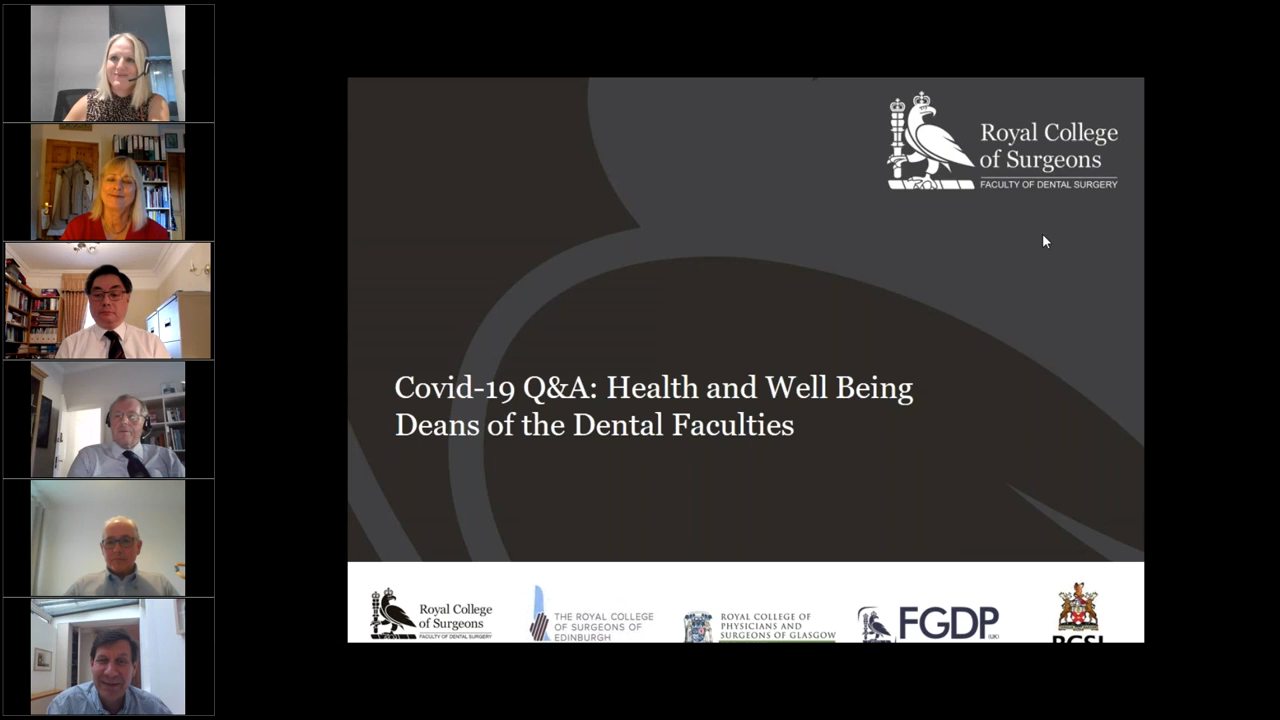 Royal College
of Surgeons
FACULTY OF DENTAL SURGERY
Covid-19 Q&A: Health and Well Being
Deans of the Dental Faculties
Royal College
of Surgeons
FACULTY OF DENTAL SURGERY
THE ROYAL COLLEGE
OF SURGEONS OF
EDINBURGH
ROYAL COLLEGE OF
PHYSICIANS AND
SURGEONS OF GLASGOW
FGDP
(UK)
RCSI